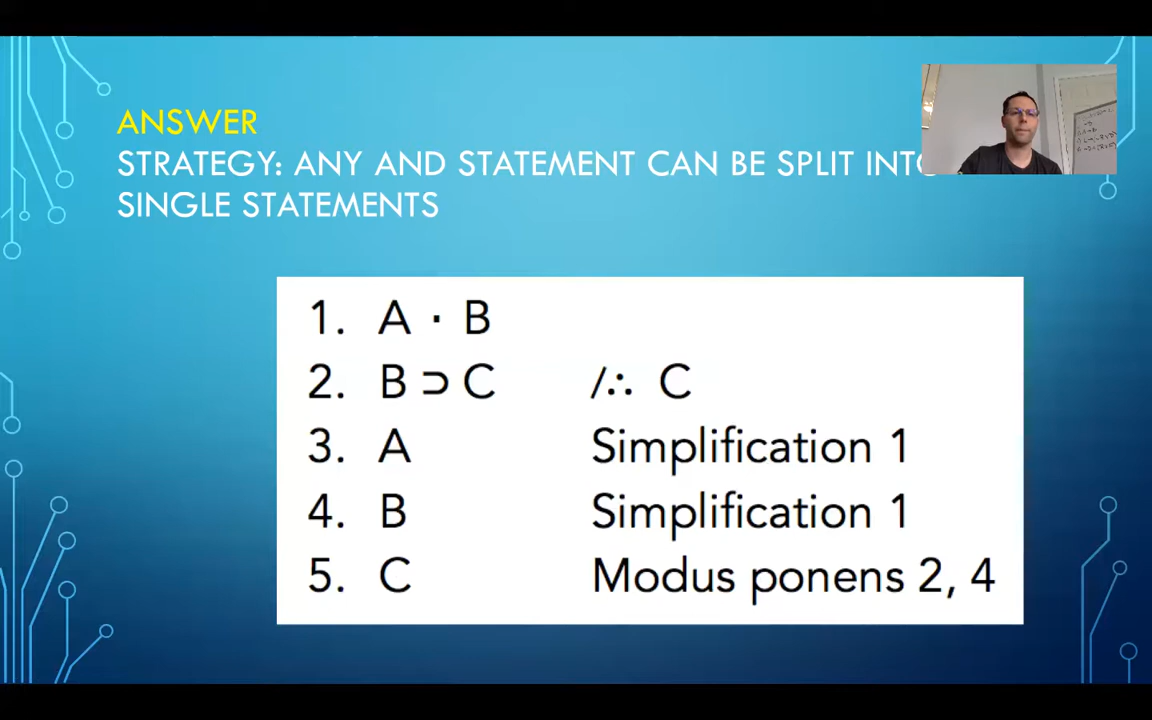 ANSWER
STRATEGY: ANY AND STATEMENT CAN BE SPLIT INTO
SINGLE STATEMENTS
1. A · B
2. B ⊃ C /∴ C
3. A Simplification 1
4. B Simplification 1
5. C Modus ponens 2, 4